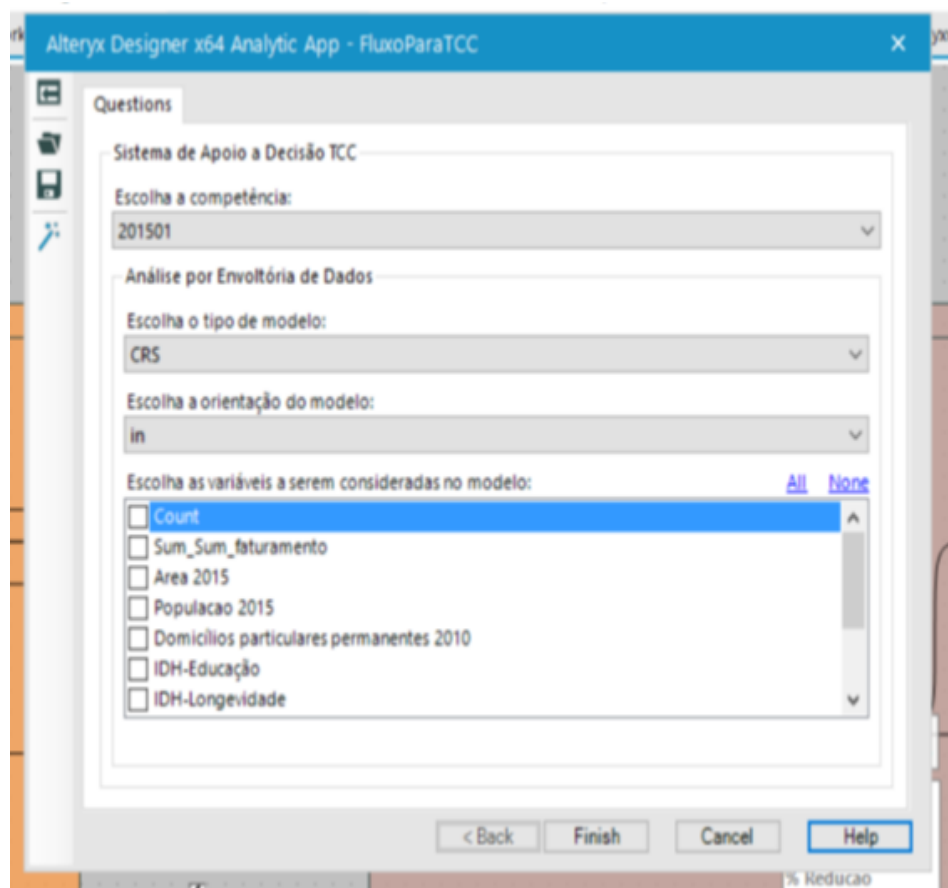 Alteryx Designer x64 Analytic App - FluxoParaTCC
Questions
Sistema de Apoio a Decisão TCC
Escolha a competência:
201501
Análise por Envoltória de Dados
Escolha o tipo de modelo:
CRS
Escolha a orientação do modelo:
in
Escolha as variáveis a serem consideradas no modelo: All None
Count
Sum_Sum_faturamento
Area 2015
Populacao 2015
Domicílios particulares permanentes 2010
IDH-Educação
IDH-Longevidade
< Back Finish Cancel Help
% Reducao